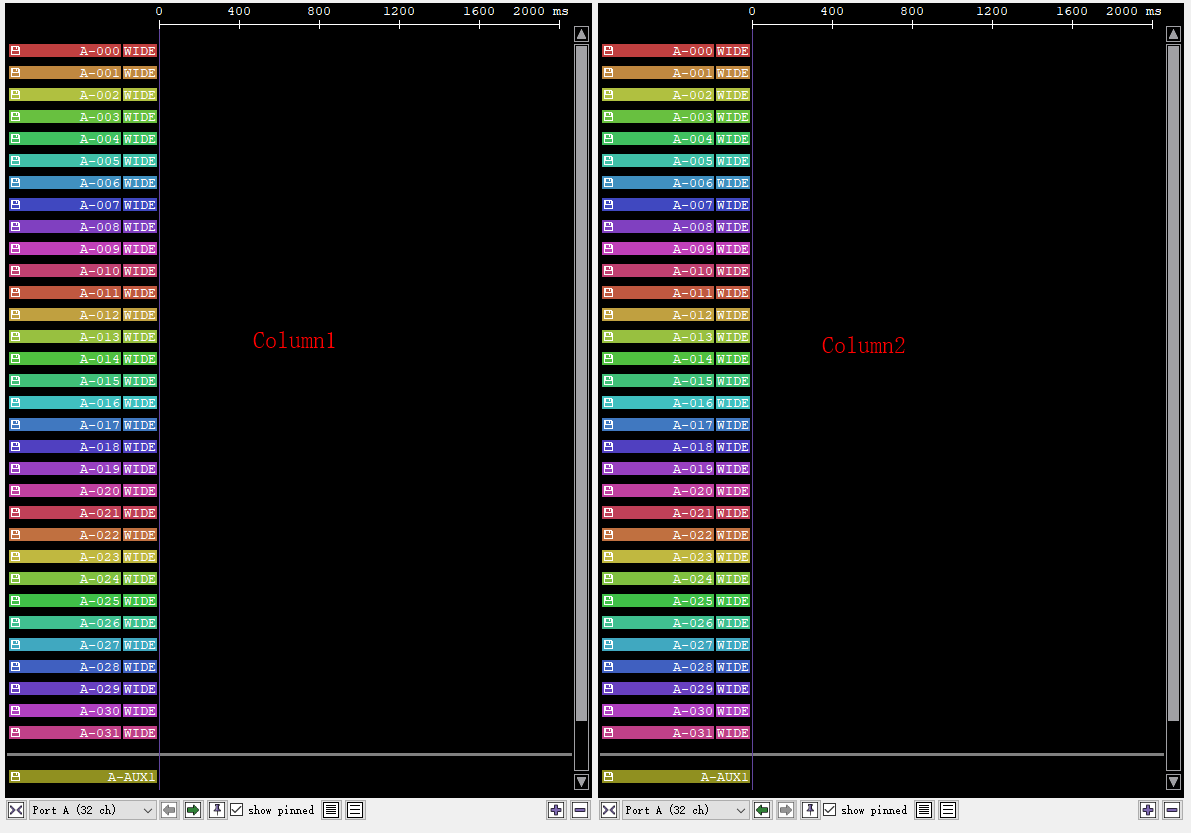 0 400 800 1200 1600 2000 ms
A-000 WIDE
A-001 WIDE
A-002 WIDE
A-003 WIDE
A-004 WIDE
A-005 WIDE
A-006 WIDE
A-007 WIDE
A-008 WIDE
A-009 WIDE
A-010 WIDE
A-011 WIDE
A-012 WIDE
A-013 WIDE
Column1
A-014 WIDE
A-015 WIDE
A-016 WIDE
A-017 WIDE
A-018 WIDE
A-019 WIDE
A-020 WIDE
A-021 WIDE
A-022 WIDE
A-023 WIDE
A-024 WIDE
A-025 WIDE
A-026 WIDE
A-027 WIDE
A-028 WIDE
A-029 WIDE
A-030 WIDE
A-031 WIDE
A-AUX1
Port A (32 ch) show pinned
0 400 800 1200 1600 2000 ms
A-000 WIDE
A-001 WIDE
A-002 WIDE
A-003 WIDE
A-004 WIDE
A-005 WIDE
A-006 WIDE
A-007 WIDE
A-008 WIDE
A-009 WIDE
A-010 WIDE
A-011 WIDE
A-012 WIDE
A-013 WIDE
Column2
A-014 WIDE
A-015 WIDE
A-016 WIDE
A-017 WIDE
A-018 WIDE
A-019 WIDE
A-020 WIDE
A-021 WIDE
A-022 WIDE
A-023 WIDE
A-024 WIDE
A-025 WIDE
A-026 WIDE
A-027 WIDE
A-028 WIDE
A-029 WIDE
A-030 WIDE
A-031 WIDE
A-AUX1
Port A (32 ch) show pinned